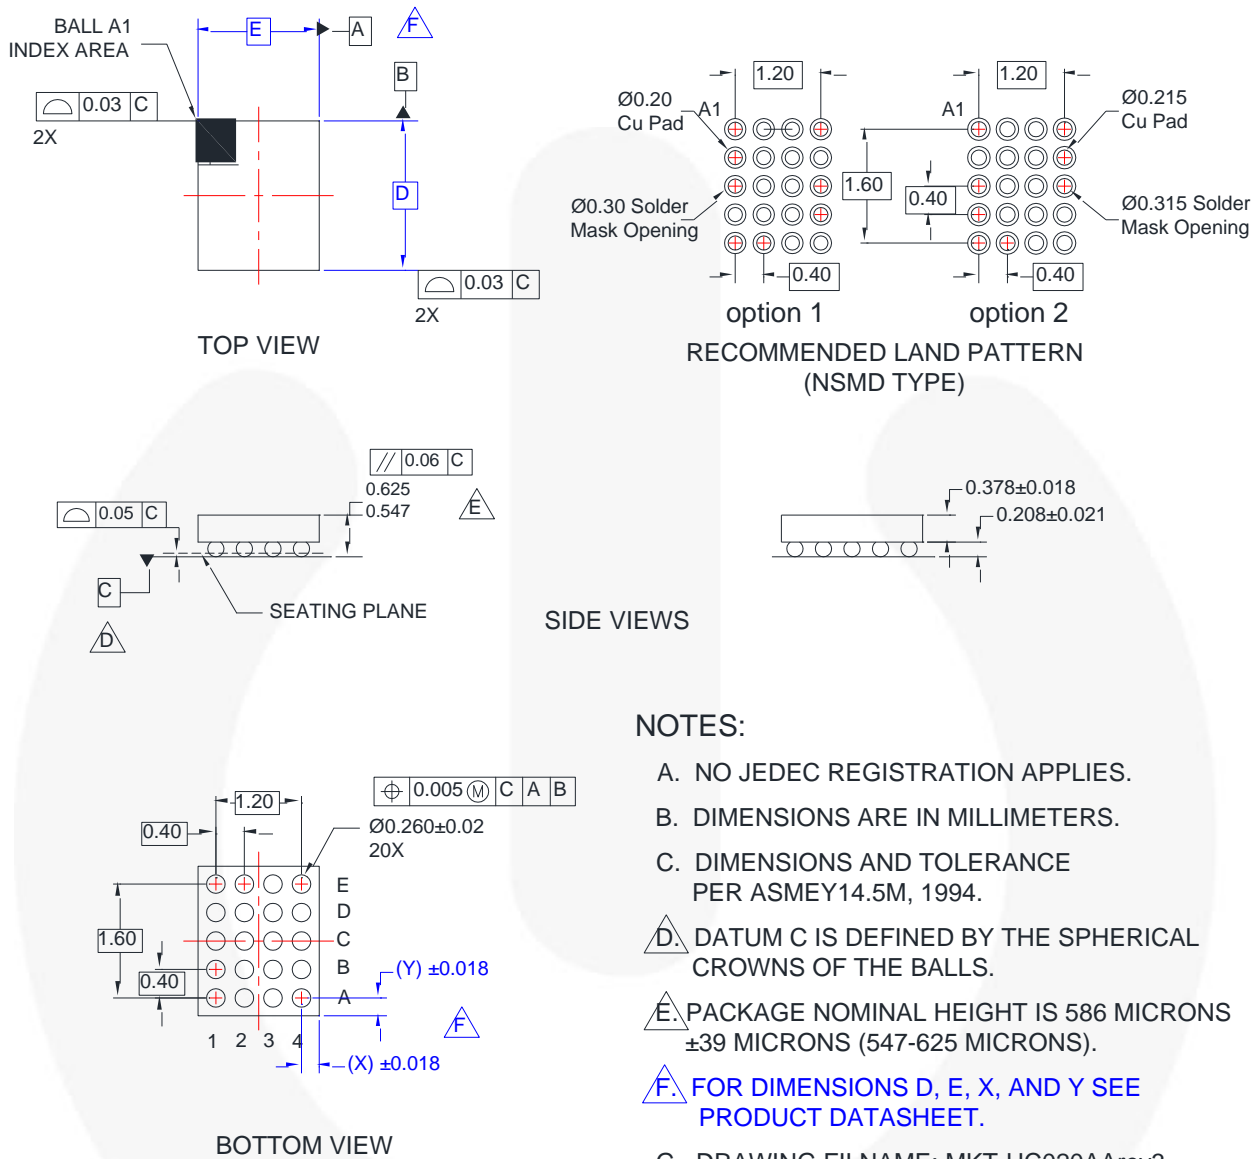 BALL A1
INDEX AREA
E
A
F
B
0.03 C
2X
D
0.03 C
2X
TOP VIEW
1.20
1.20
Ø0.20
Cu Pad
A1
A1
Ø0.215
Cu Pad
1.60
0.40
Ø0.30 Solder
Mask Opening
Ø0.315 Solder
Mask Opening
0.40
0.40
option 1
option 2
RECOMMENDED LAND PATTERN
(NSMD TYPE)
// 0.06 C
0.625
0.547
E
0.05 C
C
D
SEATING PLANE
0.378±0.018
0.208±0.021
SIDE VIEWS
0.005 M C A B
Ø0.260±0.02
20X
1.20
0.40
1.60
0.40
E
D
C
B
A
1 2 3 4
(Y) ±0.018
F
(X) ±0.018
BOTTOM VIEW
NOTES:
A. NO JEDEC REGISTRATION APPLIES.
B. DIMENSIONS ARE IN MILLIMETERS.
C. DIMENSIONS AND TOLERANCE
PER ASMEY14.5M, 1994.
D. DATUM C IS DEFINED BY THE SPHERICAL
CROWNS OF THE BALLS.
E. PACKAGE NOMINAL HEIGHT IS 586 MICRONS
±39 MICRONS (547-625 MICRONS).
F. FOR DIMENSIONS D, E, X, AND Y SEE
PRODUCT DATASHEET.
G. DRAWING FILNAME: MKT-UC020AArev3